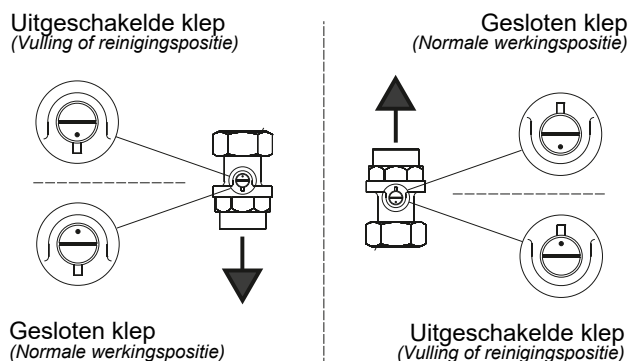 Uitgeschakelde klep
(Vulling of reinigingspositie)
Gesloten klep
(Normale werkingspositie)
Gesloten klep
(Normale werkingspositie)
Uitgeschakelde klep
(Vulling of reinigingspositie)